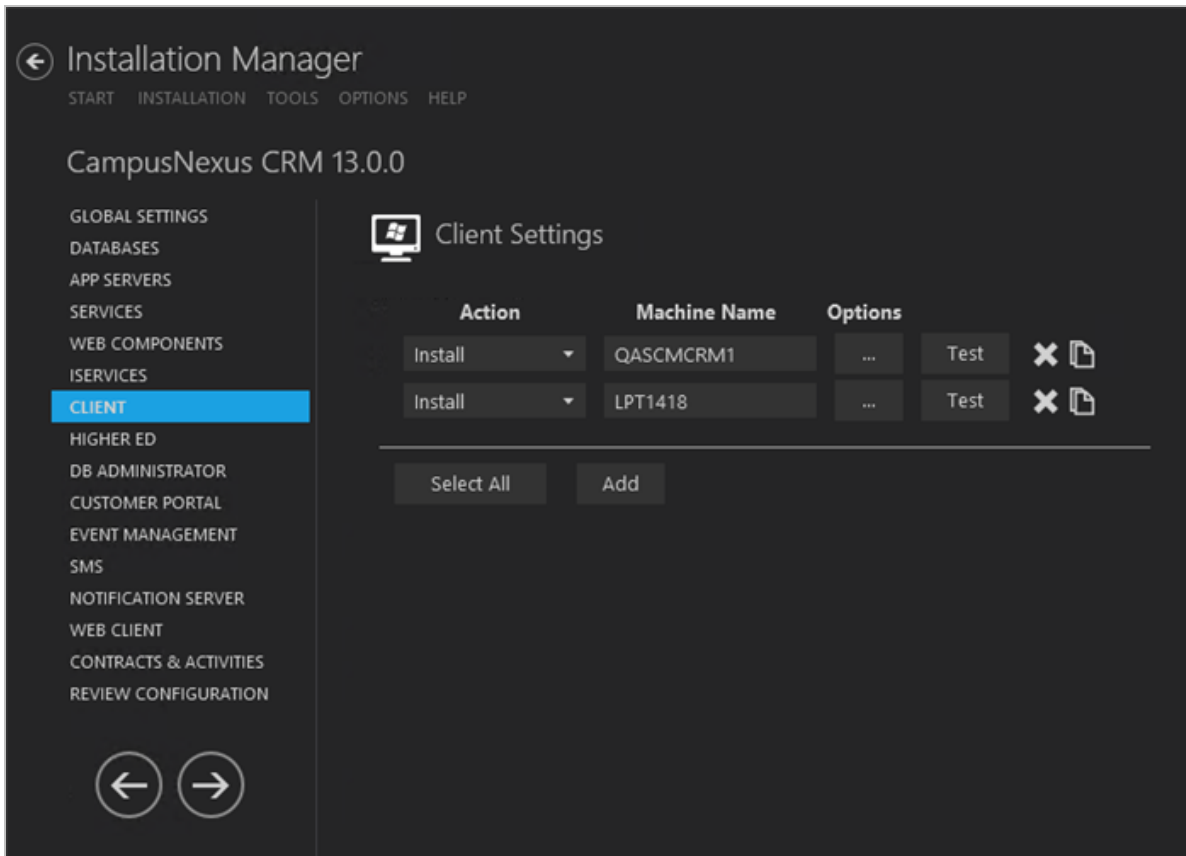 Installation Manager
START INSTALLATION TOOLS OPTIONS HELP
CampusNexus CRM 13.0.0
GLOBAL SETTINGS
DATABASES
APP SERVERS
SERVICES
WEB COMPONENTS
ISERVICES
CLIENT
HIGHER ED
DB ADMINISTRATOR
CUSTOMER PORTAL
EVENT MANAGEMENT
SMS
NOTIFICATION SERVER
WEB CLIENT
CONTRACTS & ACTIVITIES
REVIEW CONFIGURATION
Client Settings
Action Machine Name Options
Install QASCMCRM1 ... Test
Install LPT1418 ... Test
Select All Add